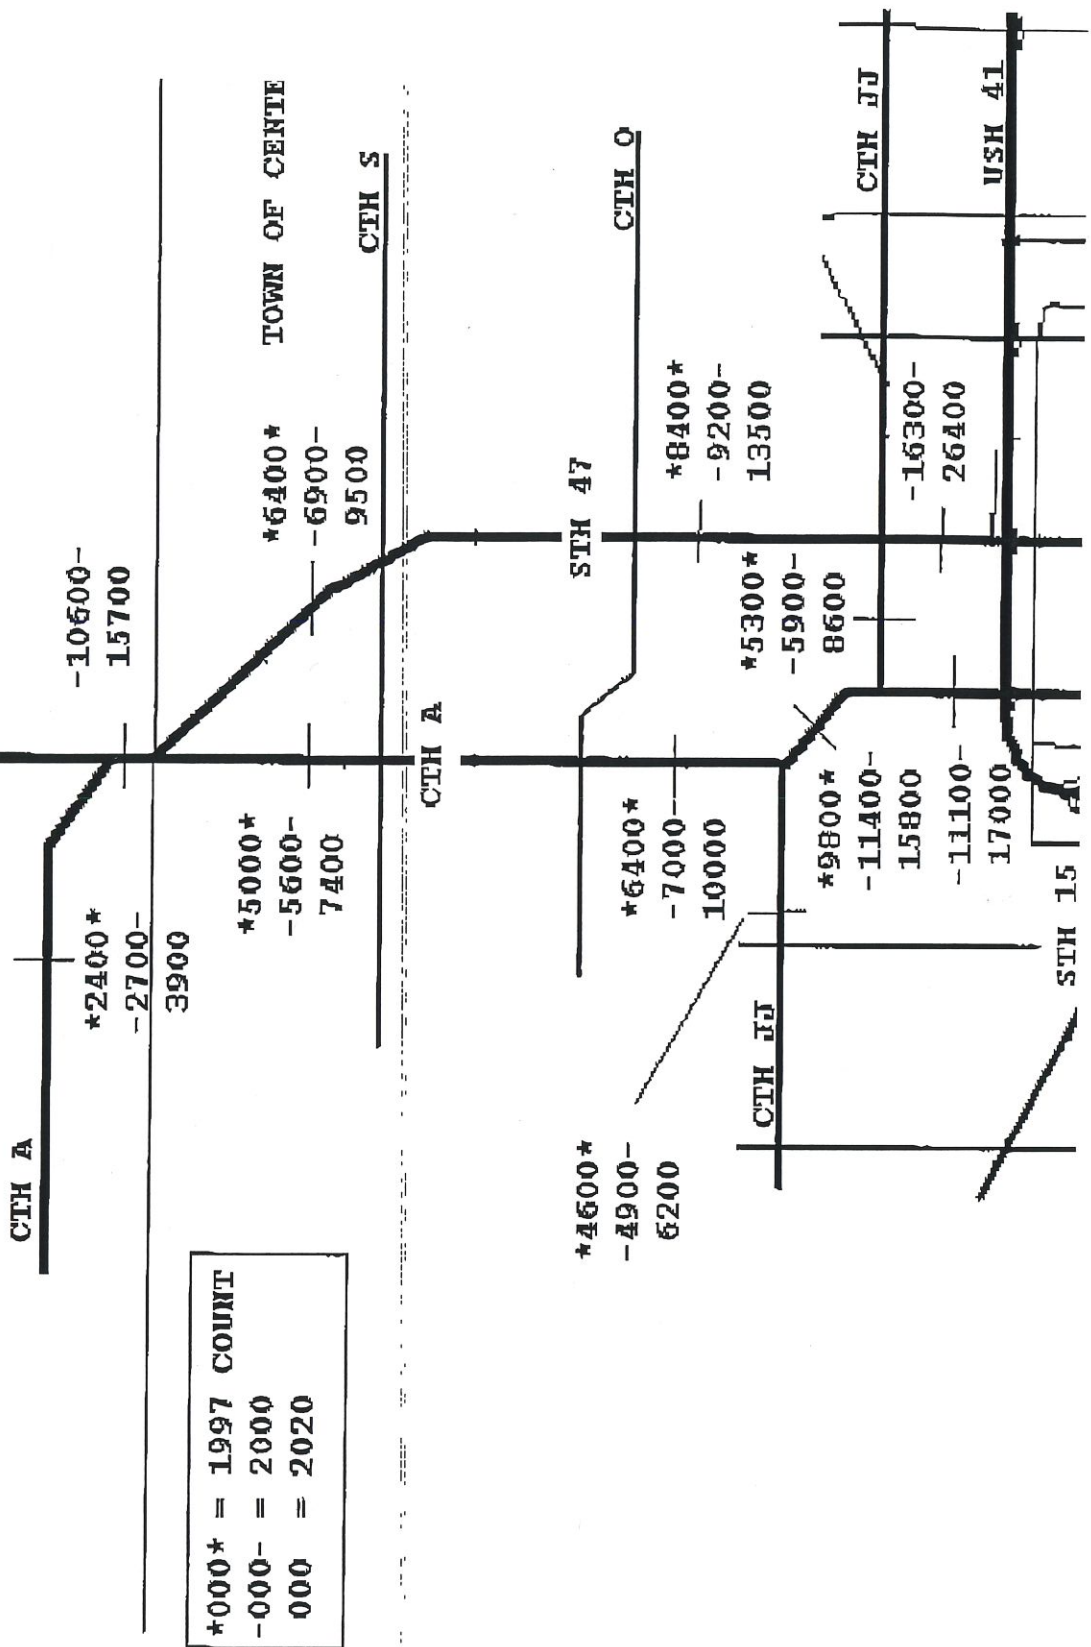 CTH A
*2400*
-2700-
3900
-10600-
15700
*000* = 1997 COUNT
-000- = 2000
000 = 2020
*5000*
-5600-
7400
*6400*
-6900-
9500
TOWN OF CENTE
CTH S
CTH A
STH 47
CTH O
*4600*
-4900-
6200
*6400*
-7000-
10000
*8400*
-9200-
13500
CTH JJ
*5300*
-5900-
8600
CTH JJ
*9800*
-11400-
15800
-11100-
17000
-16300-
26400
USH 41
STH 15